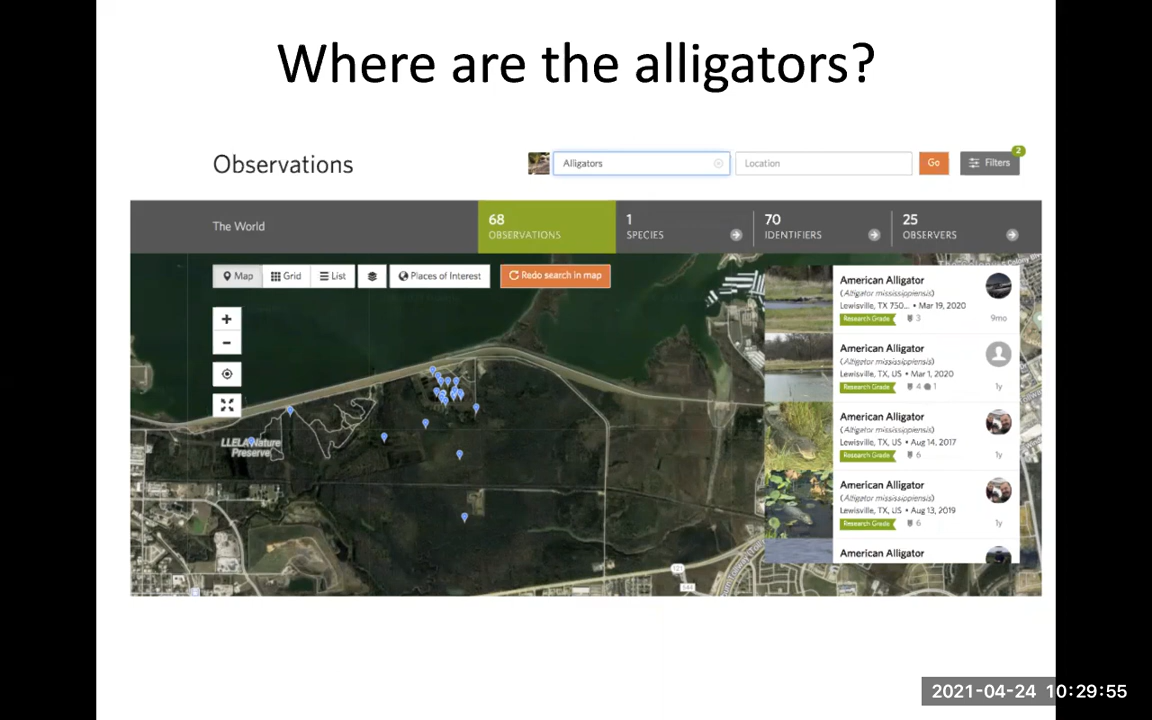 Where are the alligators?
Observations
Alligators
Location
Go
Filters
2
The World
68
OBSERVATIONS
1
SPECIES
70
IDENTIFIERS
25
OBSERVERS
Map
Grid
List
Places of Interest
Redo search in map
+
−
LLELA Nature
Preserve
121
American Alligator
(Alligator mississippiensis)
Lewisville, TX 750... • Mar 19, 2020
Research Grade 3
9mo
American Alligator
(Alligator mississippiensis)
Lewisville, TX, US • Mar 1, 2020
Research Grade 4 1
1y
American Alligator
(Alligator mississippiensis)
Lewisville, TX, US • Aug 14, 2017
Research Grade 6
1y
American Alligator
(Alligator mississippiensis)
Lewisville, TX, US • Aug 13, 2019
Research Grade 6
1y
American Alligator
2021-04-24 10:29:55